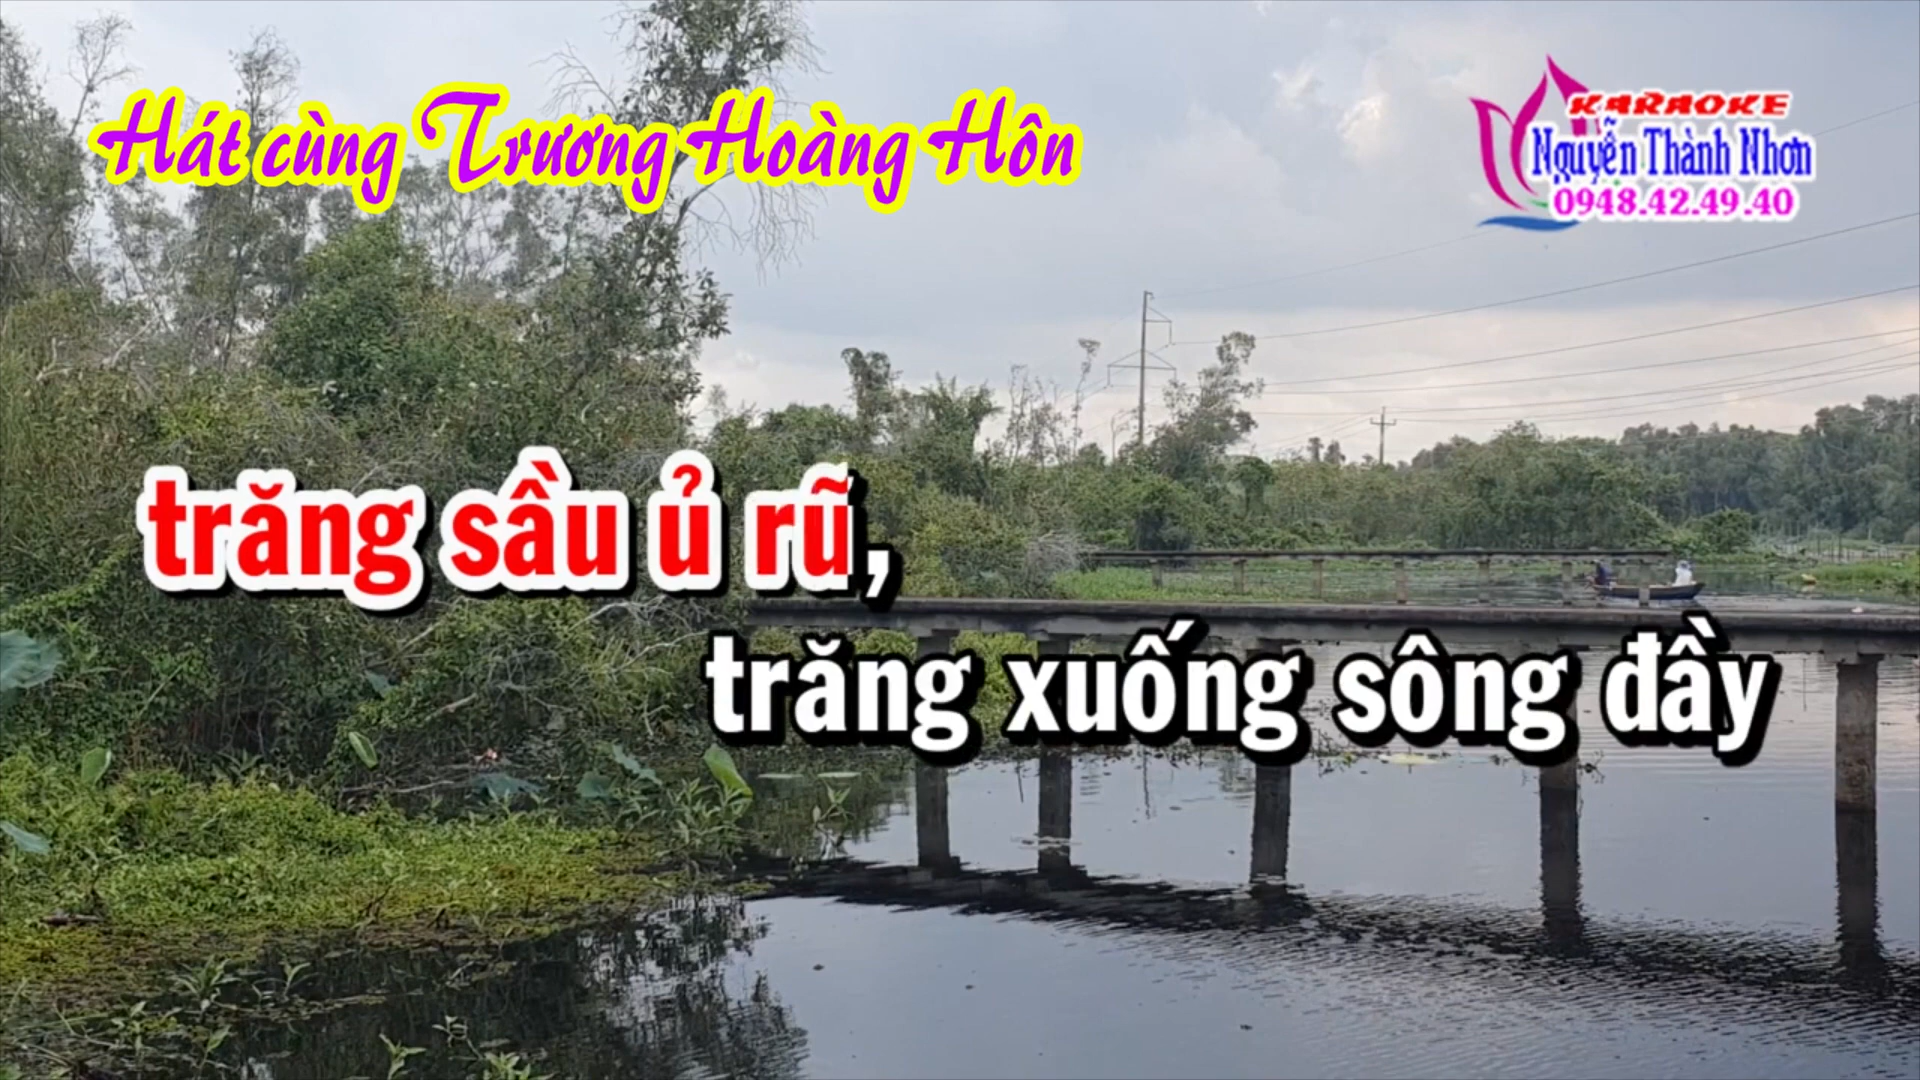 Hát cùng Trương Hoàng Hôn
KARAOKE
Nguyễn Thành Nhơn
0948.42.49.40
trăng sầu ủ rũ,
trăng xuống sông đầy